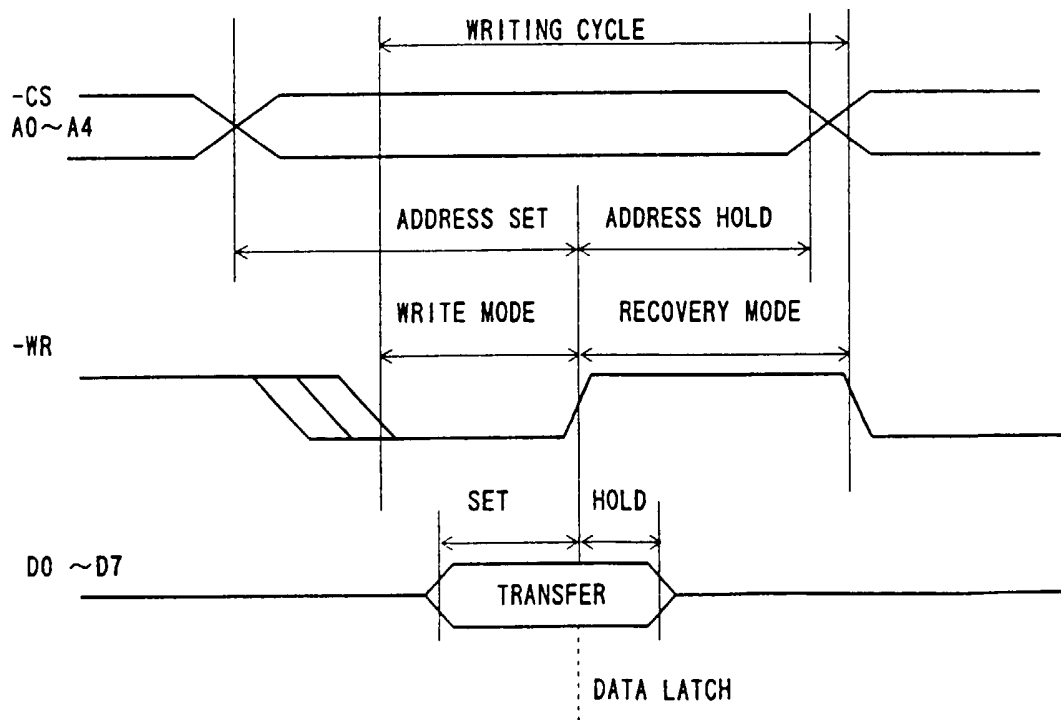 WRITING CYCLE
-CS
A0~A4
ADDRESS SET
ADDRESS HOLD
WRITE MODE
RECOVERY MODE
-WR
SET
HOLD
D0 ~D7
TRANSFER
DATA LATCH